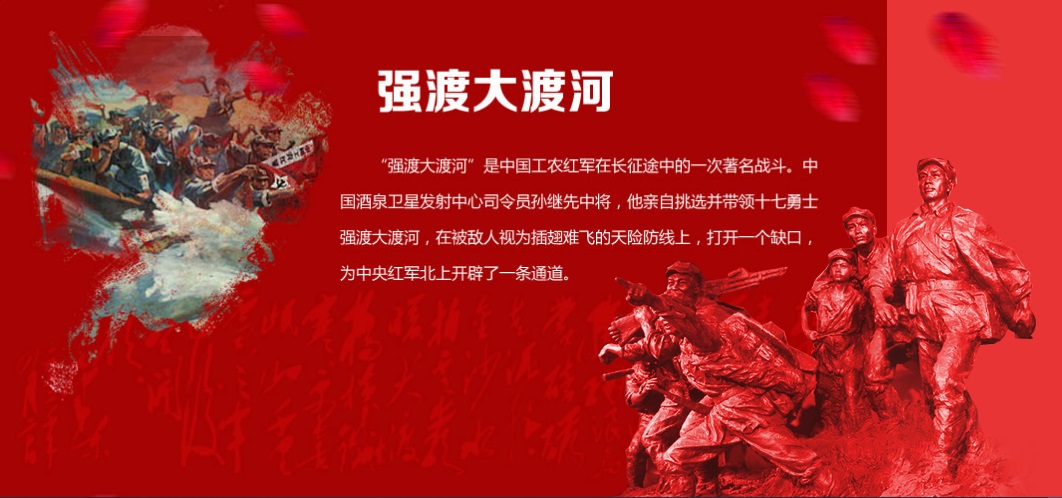 强渡大渡河
“强渡大渡河”是中国工农红军在长征途中的一次著名战斗。中
国酒泉卫星发射中心司令员孙继先中将，他亲自挑选并带领十七勇士
强渡大渡河，在被敌人视为插翅难飞的天险防线上，打开一个缺口，
为中央红军北上开辟了一条通道。